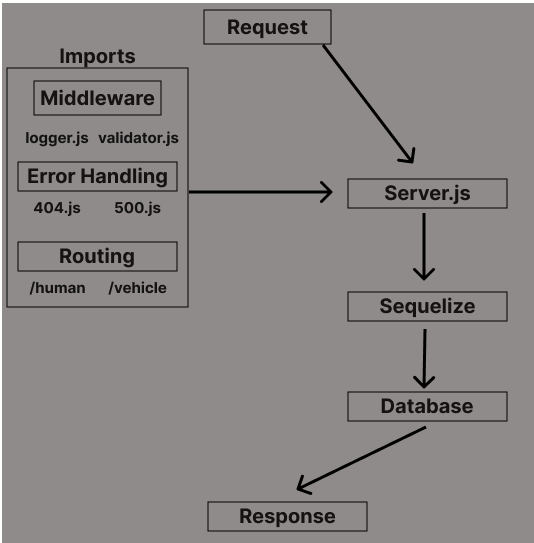 Request
Imports
Middleware
logger.js validator.js
Error Handling
404.js 500.js
Routing
/human /vehicle
Server.js
Sequelize
Database
Response